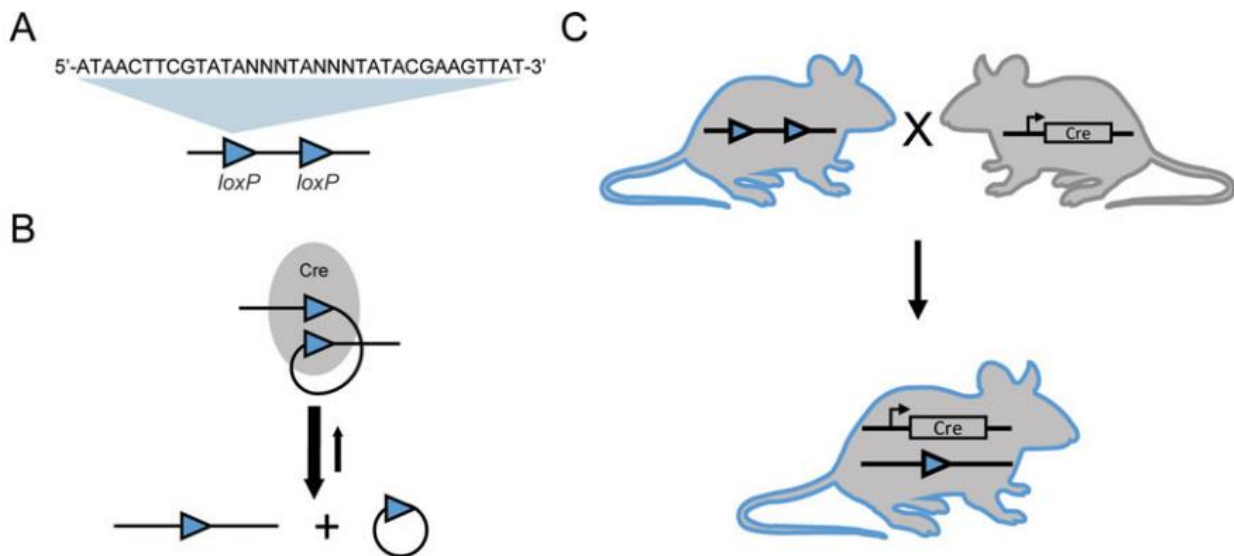 A
5'-ATAACTTCGTATANNNTANNNTATACGAAGTTAT-3'
loxP loxP
B
Cre
+
C
X
Cre
Cre